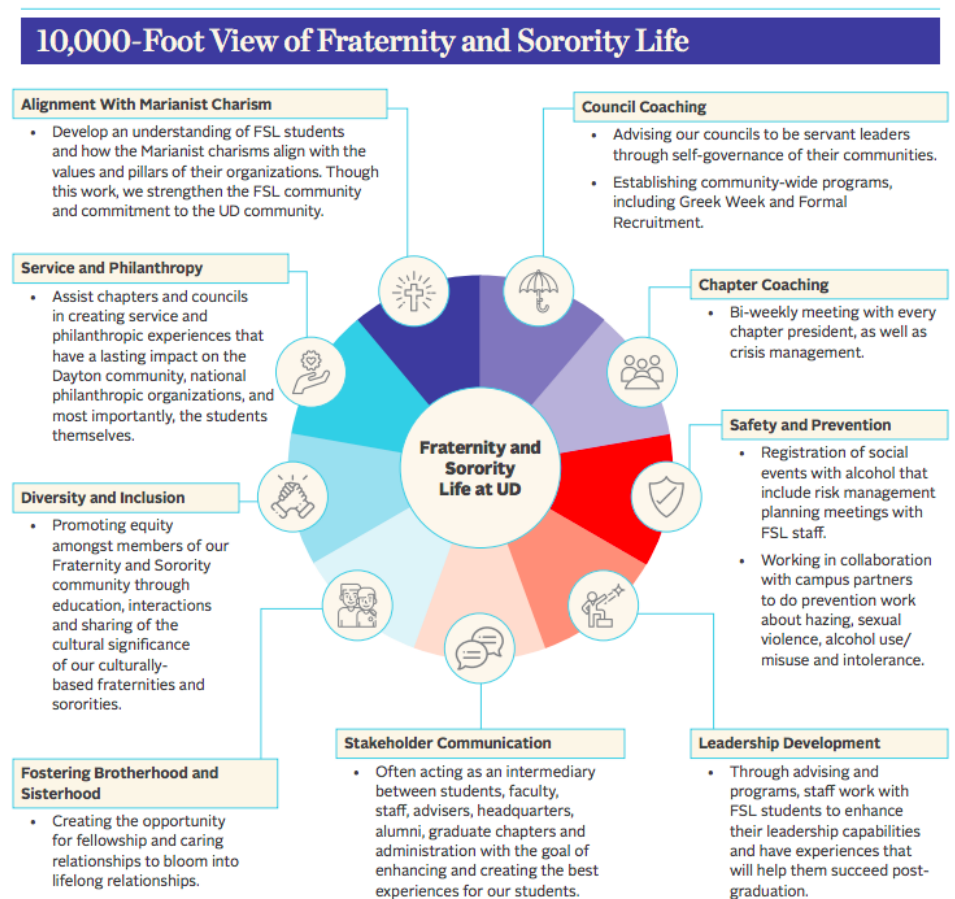 10,000-Foot View of Fraternity and Sorority Life
Alignment With Marianist Charism
• Develop an understanding of FSL students
and how the Marianist charisms align with the
values and pillars of their organizations. Though
this work, we strengthen the FSL community
and commitment to the UD community.
Council Coaching
• Advising our councils to be servant leaders
through self-governance of their communities.
• Establishing community-wide programs,
including Greek Week and Formal
Recruitment.
Service and Philanthropy
• Assist chapters and councils
in creating service and
philanthropic experiences that
have a lasting impact on the
Dayton community, national
philanthropic organizations, and
most importantly, the students
themselves.
Chapter Coaching
• Bi-weekly meeting with every
chapter president, as well as
crisis management.
Fraternity and
Sorority
Life at UD
Safety and Prevention
• Registration of social
events with alcohol that
include risk management
planning meetings with
FSL staff.
• Working in collaboration
with campus partners
to do prevention work
about hazing, sexual
violence, alcohol use/
misuse and intolerance.
Diversity and Inclusion
• Promoting equity
amongst members of our
Fraternity and Sorority
community through
education, interactions
and sharing of the
cultural significance
of our culturally-
based fraternities and
sororities.
Fostering Brotherhood and
Sisterhood
• Creating the opportunity
for fellowship and caring
relationships to bloom into
lifelong relationships.
Stakeholder Communication
• Often acting as an intermediary
between students, faculty,
staff, advisers, headquarters,
alumni, graduate chapters and
administration with the goal of
enhancing and creating the best
experiences for our students.
Leadership Development
• Through advising and
programs, staff work with
FSL students to enhance
their leadership capabilities
and have experiences that
will help them succeed post-
graduation.